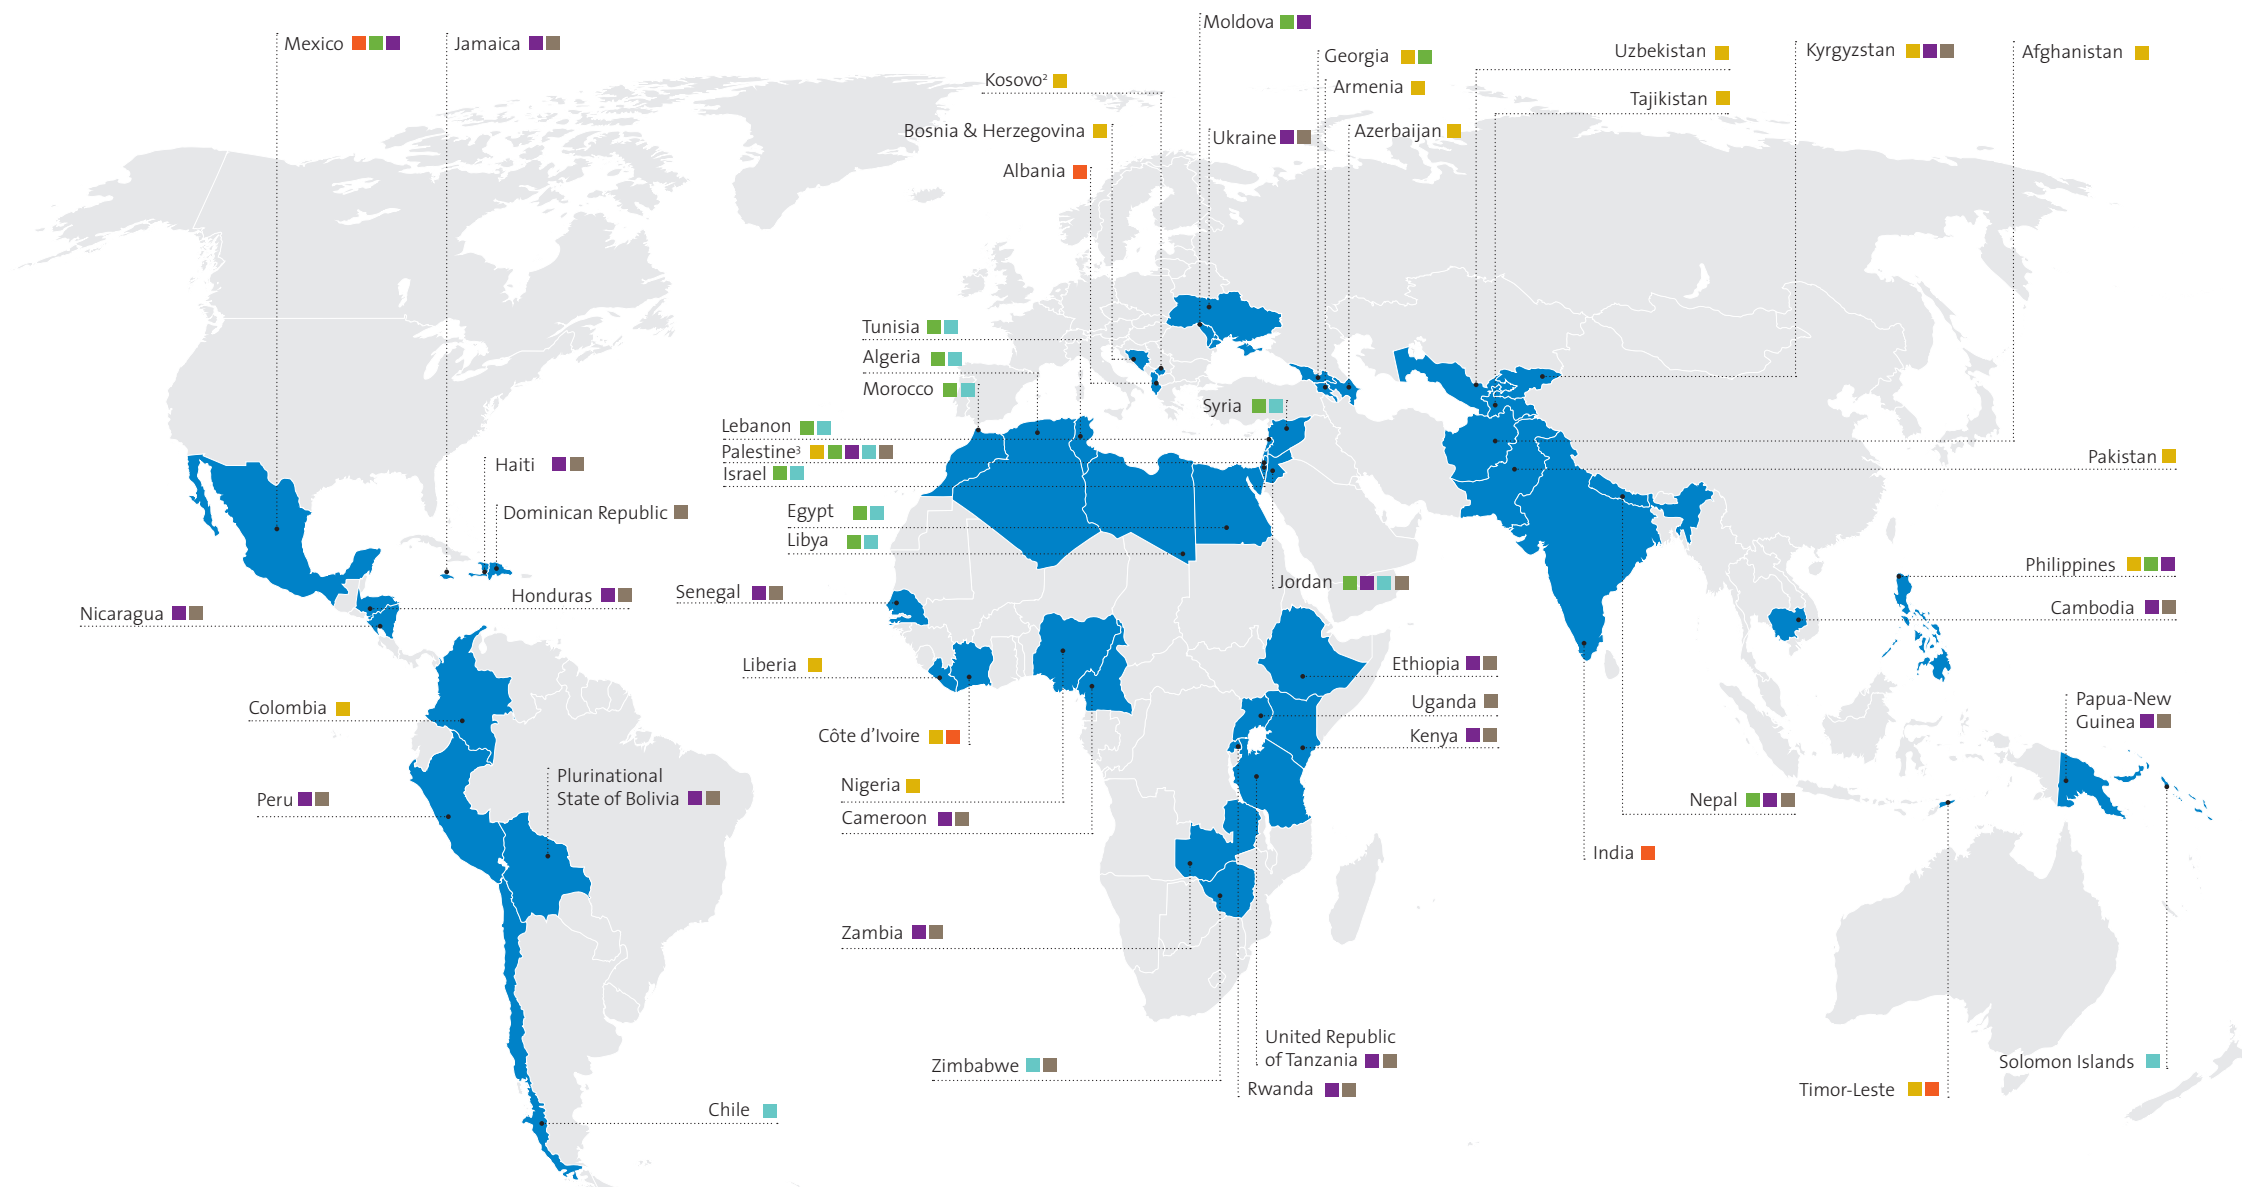 Moldova
Mexico
Jamaica
Georgia
Uzbekistan
Kyrgyzstan
Afghanistan
Kosovo²
Armenia
Tajikistan
Bosnia & Herzegovina
Ukraine
Azerbaijan
Albania
Tunisia
Algeria
Morocco
Syria
Lebanon
Palestine³
Israel
Pakistan
Haiti
Dominican Republic
Egypt
Libya
Philippines
Jordan
Senegal
Honduras
Nicaragua
Cambodia
Liberia
Ethiopia
Uganda
Colombia
Papua-New
Guinea
Côte d’Ivoire
Kenya
Plurinational
State of Bolivia
Peru
Nigeria
Cameroon
Nepal
India
Zambia
United Republic
of Tanzania
Zimbabwe
Rwanda
Solomon Islands
Timor-Leste
Chile